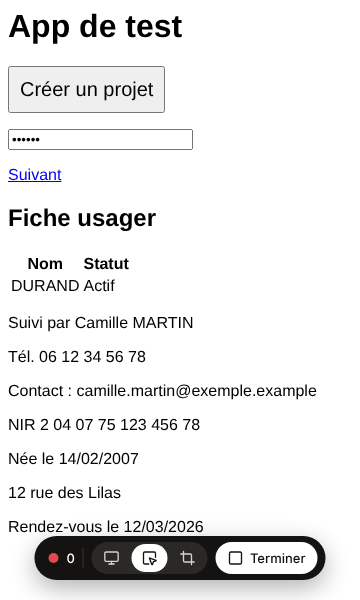 App de test
Créer un projet
••••••
Suivant
Fiche usager
Nom Statut
DURAND Actif
Suivi par Camille MARTIN
Tél. 06 12 34 56 78
Contact : camille.martin@exemple.example
NIR 2 04 07 75 123 456 78
Née le 14/02/2007
12 rue des Lilas
Rendez-vous le 12/03/2026
0 Terminer